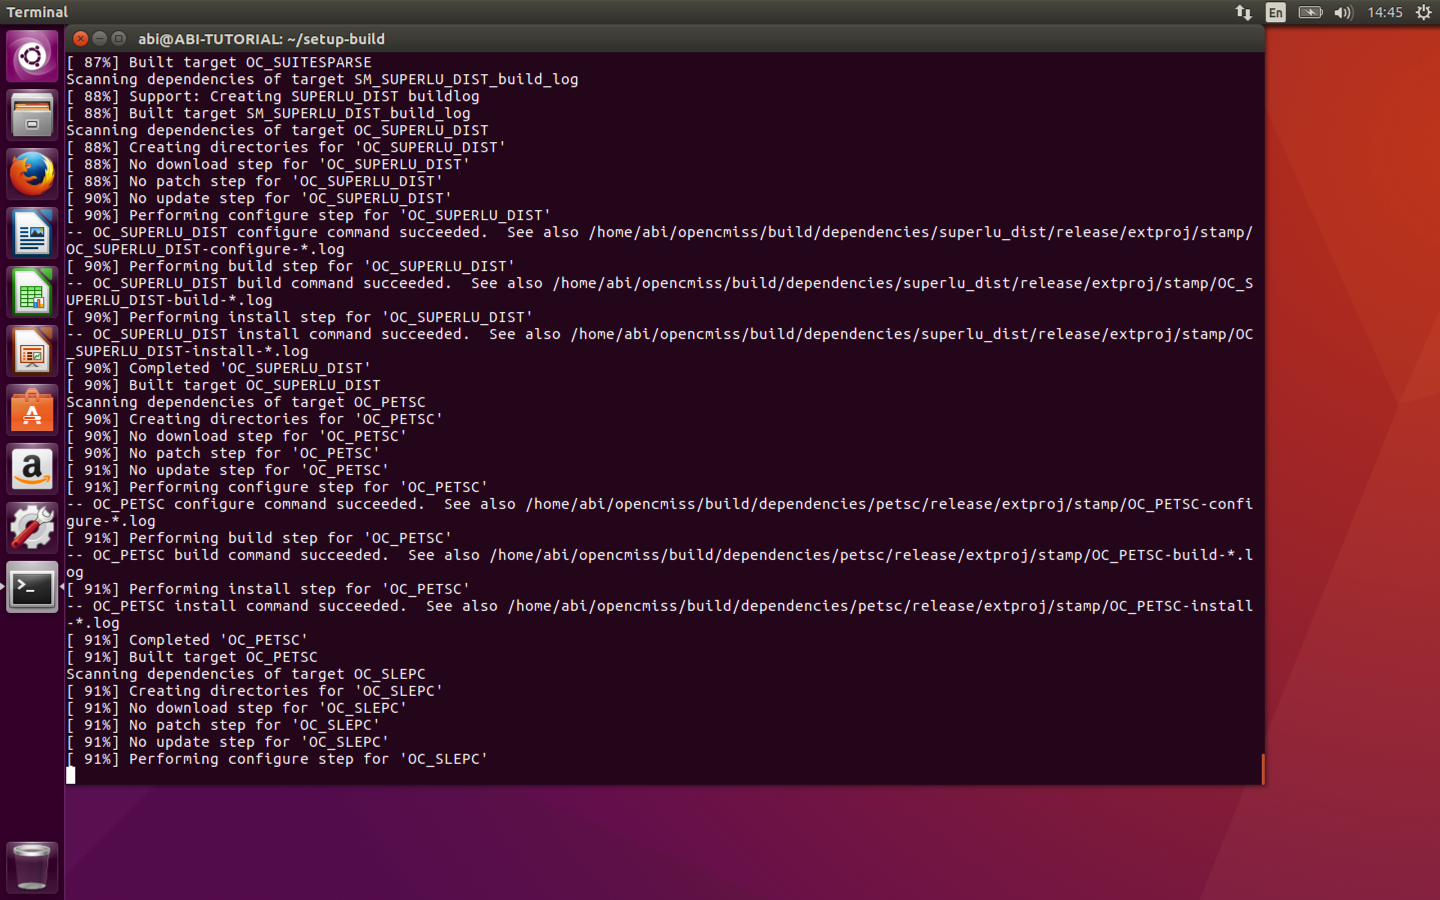 Terminal
En
14:45
abi@ABI-TUTORIAL: ~/setup-build
[ 87%] Built target OC_SUITESPARSE
Scanning dependencies of target SM_SUPERLU_DIST_build_log
[ 88%] Support: Creating SUPERLU_DIST buildlog
[ 88%] Built target SM_SUPERLU_DIST_build_log
Scanning dependencies of target OC_SUPERLU_DIST
[ 88%] Creating directories for 'OC_SUPERLU_DIST'
[ 88%] No download step for 'OC_SUPERLU_DIST'
[ 88%] No patch step for 'OC_SUPERLU_DIST'
[ 90%] No update step for 'OC_SUPERLU_DIST'
[ 90%] Performing configure step for 'OC_SUPERLU_DIST'
-- OC_SUPERLU_DIST configure command succeeded.  See also /home/abi/opencmiss/build/dependencies/superlu_dist/release/extproj/stamp/
OC_SUPERLU_DIST-configure-*.log
[ 90%] Performing build step for 'OC_SUPERLU_DIST'
-- OC_SUPERLU_DIST build command succeeded.  See also /home/abi/opencmiss/build/dependencies/superlu_dist/release/extproj/stamp/OC_S
UPERLU_DIST-build-*.log
[ 90%] Performing install step for 'OC_SUPERLU_DIST'
-- OC_SUPERLU_DIST install command succeeded.  See also /home/abi/opencmiss/build/dependencies/superlu_dist/release/extproj/stamp/OC
_SUPERLU_DIST-install-*.log
[ 90%] Completed 'OC_SUPERLU_DIST'
[ 90%] Built target OC_SUPERLU_DIST
Scanning dependencies of target OC_PETSC
[ 90%] Creating directories for 'OC_PETSC'
[ 90%] No download step for 'OC_PETSC'
[ 90%] No patch step for 'OC_PETSC'
[ 91%] No update step for 'OC_PETSC'
[ 91%] Performing configure step for 'OC_PETSC'
-- OC_PETSC configure command succeeded.  See also /home/abi/opencmiss/build/dependencies/petsc/release/extproj/stamp/OC_PETSC-confi
gure-*.log
[ 91%] Performing build step for 'OC_PETSC'
-- OC_PETSC build command succeeded.  See also /home/abi/opencmiss/build/dependencies/petsc/release/extproj/stamp/OC_PETSC-build-*.l
og
[ 91%] Performing install step for 'OC_PETSC'
-- OC_PETSC install command succeeded.  See also /home/abi/opencmiss/build/dependencies/petsc/release/extproj/stamp/OC_PETSC-install
-*.log
[ 91%] Completed 'OC_PETSC'
[ 91%] Built target OC_PETSC
Scanning dependencies of target OC_SLEPC
[ 91%] Creating directories for 'OC_SLEPC'
[ 91%] No download step for 'OC_SLEPC'
[ 91%] No patch step for 'OC_SLEPC'
[ 91%] No update step for 'OC_SLEPC'
[ 91%] Performing configure step for 'OC_SLEPC'